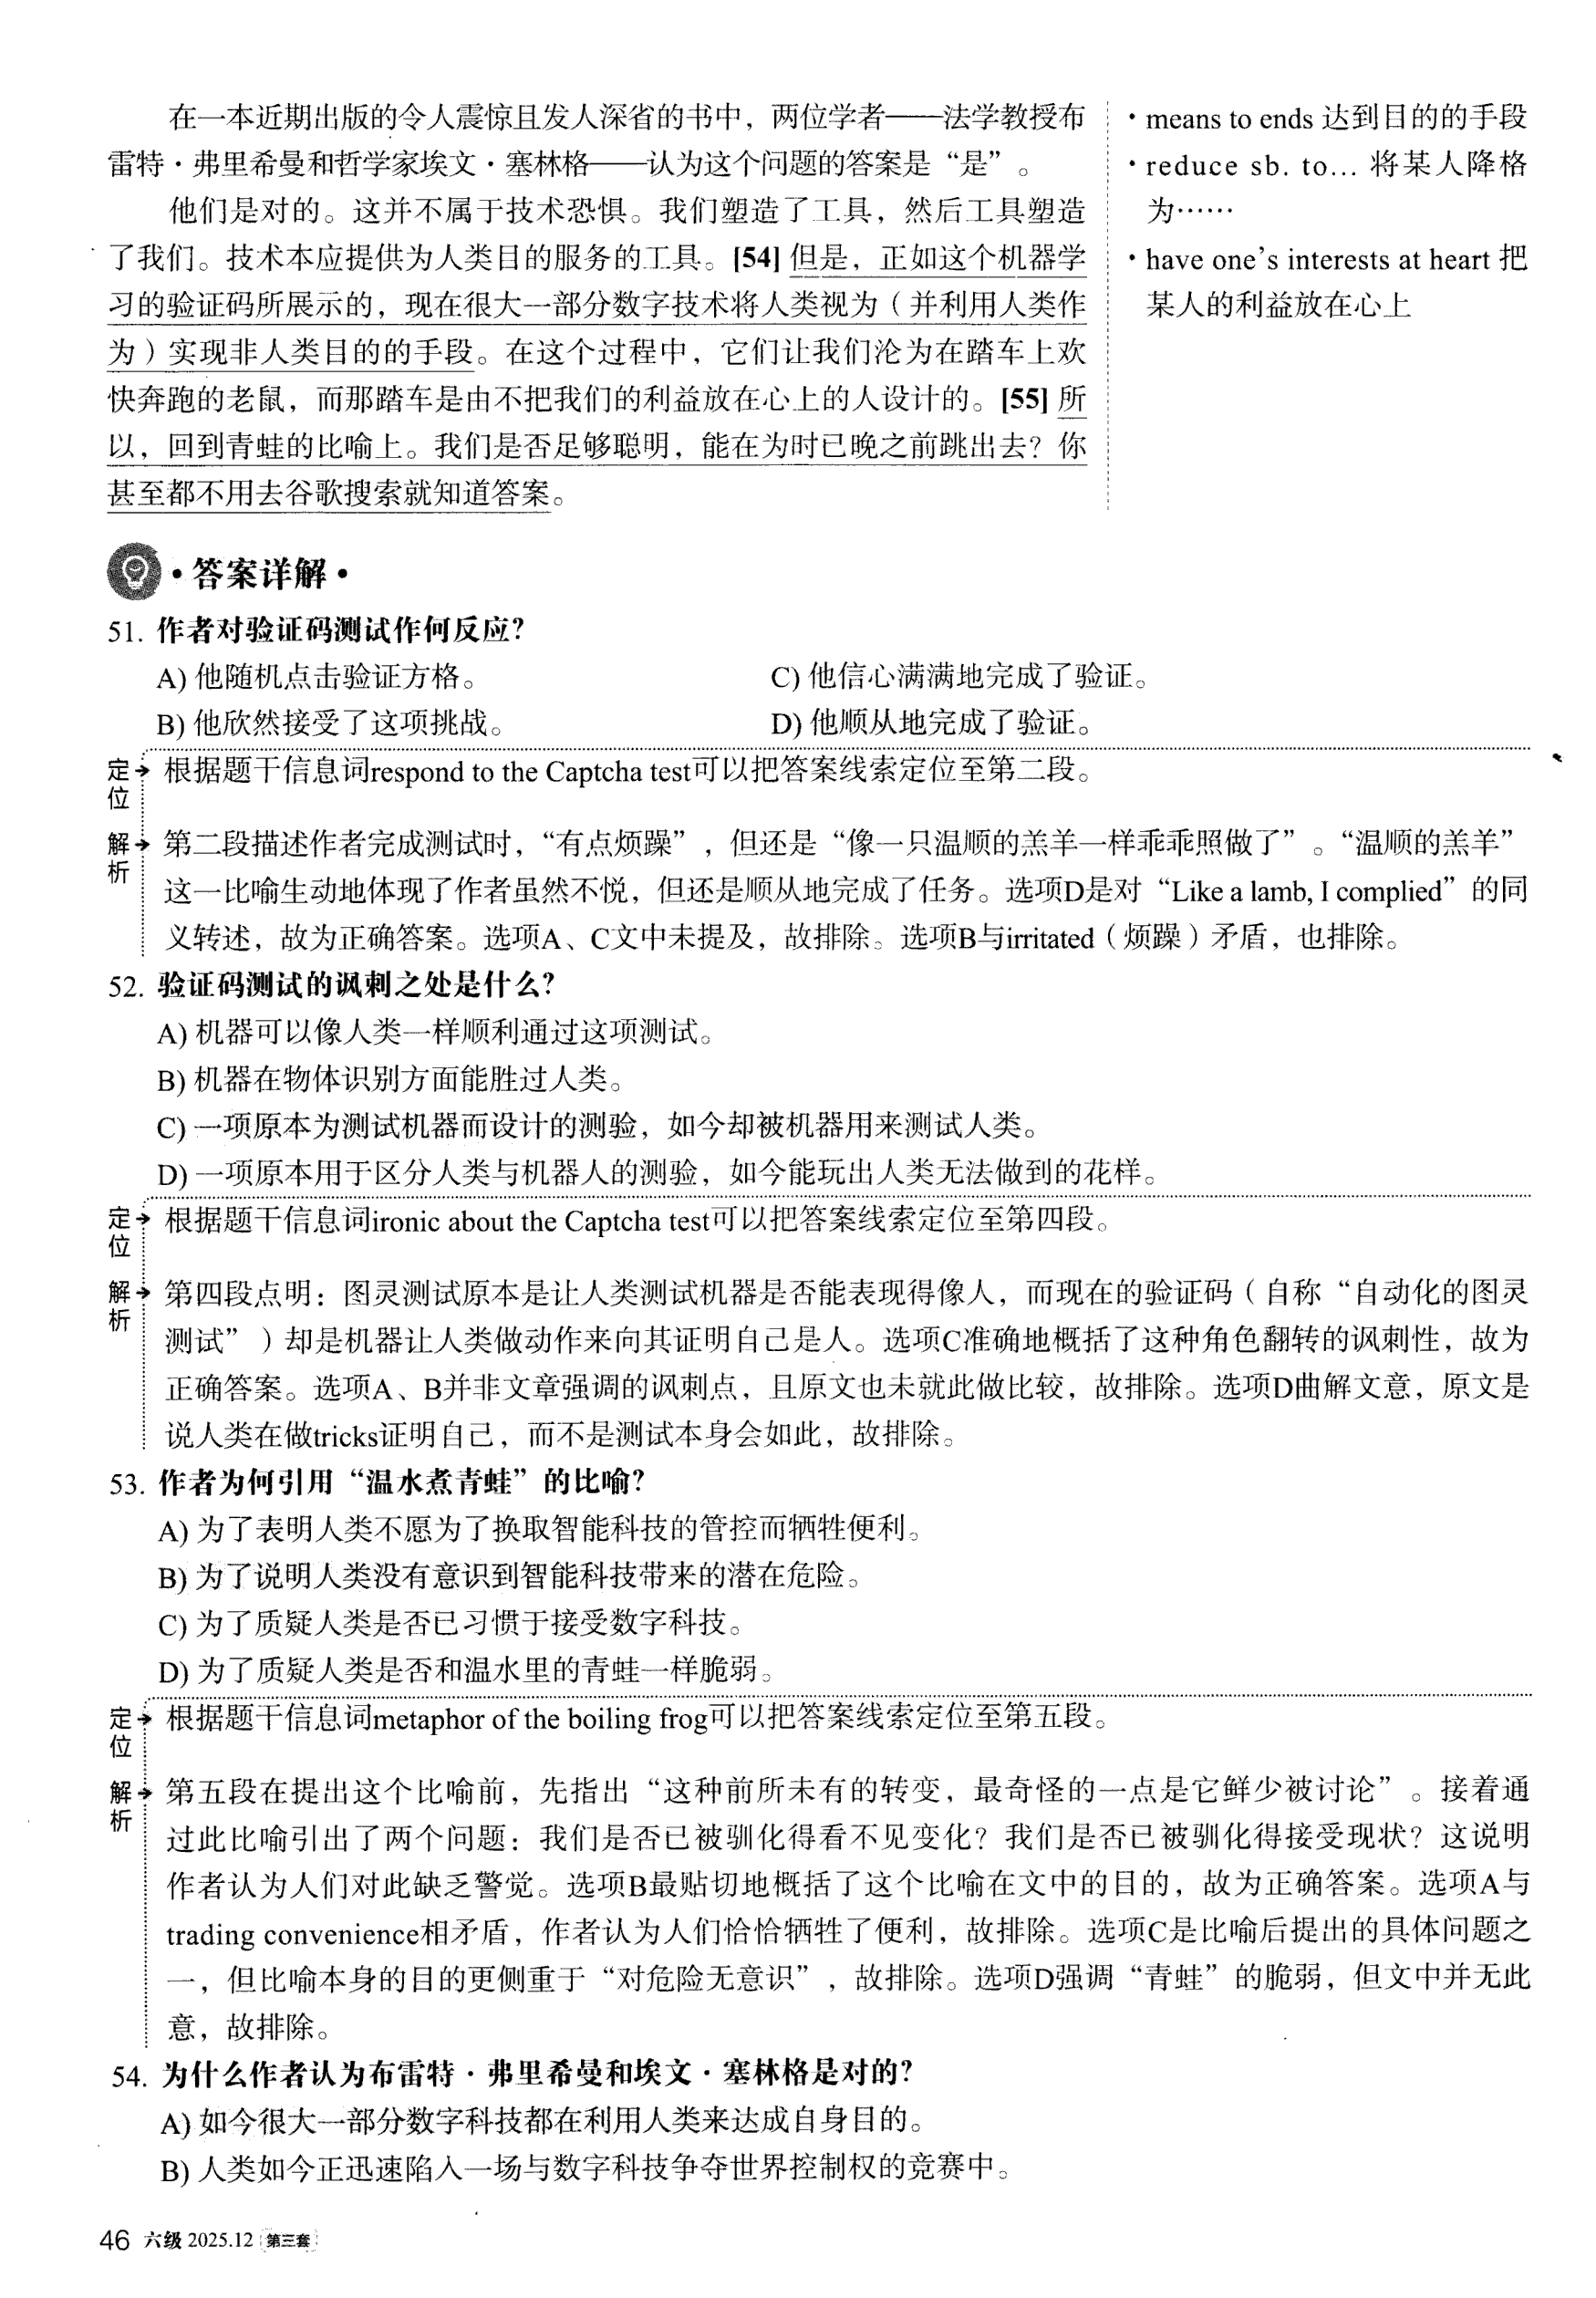 在一本近期出版的令人震惊且发人深省的书中，两位学者——法学教授布
雷特·弗里希曼和哲学家埃文·塞林格——认为这个问题的答案是“是”。
他们是对的。这并不属于技术恐惧。我们塑造了工具，然后工具塑造
了我们。技术本应提供为人类目的服务的工具。[54] 但是，正如这个机器学
习的验证码所展示的，现在很大一部分数字技术将人类视为（并利用人类作
为）实现非人类目的的手段。在这个过程中，它们让我们沦为在踏车上欢
快奔跑的老鼠，而那踏车是由不把我们的利益放在心上的人设计的。[55] 所
以，回到青蛙的比喻上。我们是否足够聪明，能在为时已晚之前跳出去？你
甚至都不用去谷歌搜索就知道答案。
· means to ends 达到目的的手段
· reduce sb. to... 将某人降格
为……
· have one's interests at heart 把
某人的利益放在心上
·答案详解·
51. 作者对验证码测试作何反应？
A) 他随机点击验证方格。 C) 他信心满满地完成了验证。
B) 他欣然接受了这项挑战。 D) 他顺从地完成了验证。
定位 根据题干信息词respond to the Captcha test可以把答案线索定位至第二段。
解析 第二段描述作者完成测试时，“有点烦躁”，但还是“像一只温顺的羔羊一样乖乖照做了”。“温顺的羔羊”
这一比喻生动地体现了作者虽然不悦，但还是顺从地完成了任务。选项D是对“Like a lamb, I complied”的同
义转述，故为正确答案。选项A、C文中未提及，故排除。选项B与irritated（烦躁）矛盾，也排除。
52. 验证码测试的讽刺之处是什么？
A) 机器可以像人类一样顺利通过这项测试。
B) 机器在物体识别方面能胜过人类。
C) 一项原本为测试机器而设计的测验，如今却被机器用来测试人类。
D) 一项原本用于区分人类与机器人的测验，如今能玩出人类无法做到的花样。
定位 根据题干信息词ironic about the Captcha test可以把答案线索定位至第四段。
解析 第四段点明：图灵测试原本是让人类测试机器是否能表现得像人，而现在的验证码（自称“自动化的图灵
测试”）却是机器让人类做动作来向其证明自己是人。选项C准确地概括了这种角色翻转的讽刺性，故为
正确答案。选项A、B并非文章强调的讽刺点，且原文也未就此做比较，故排除。选项D曲解文意，原文是
说人类在做tricks证明自己，而不是测试本身会如此，故排除。
53. 作者为何引用“温水煮青蛙”的比喻？
A) 为了表明人类不愿为了换取智能科技的管控而牺牲便利。
B) 为了说明人类没有意识到智能科技带来的潜在危险。
C) 为了质疑人类是否已习惯于接受数字科技。
D) 为了质疑人类是否和温水里的青蛙一样脆弱。
定位 根据题干信息词metaphor of the boiling frog可以把答案线索定位至第五段。
解析 第五段在提出这个比喻前，先指出“这种前所未有的转变，最奇怪的一点是它鲜少被讨论”。接着通
过此比喻引出了两个问题：我们是否已被驯化得看不见变化？我们是否已被驯化得接受现状？这说明
作者认为人们对此缺乏警觉。选项B最贴切地概括了这个比喻在文中的目的，故为正确答案。选项A与
trading convenience相矛盾，作者认为人们恰恰牺牲了便利，故排除。选项C是比喻后提出的具体问题之
一，但比喻本身的目的更侧重于“对危险无意识”，故排除。选项D强调“青蛙”的脆弱，但文中并无此
意，故排除。
54. 为什么作者认为布雷特·弗里希曼和埃文·塞林格是对的？
A) 如今很大一部分数字科技都在利用人类来达成自身目的。
B) 人类如今正迅速陷入一场与数字科技争夺世界控制权的竞赛中。
46 六级 2025.12 第三套